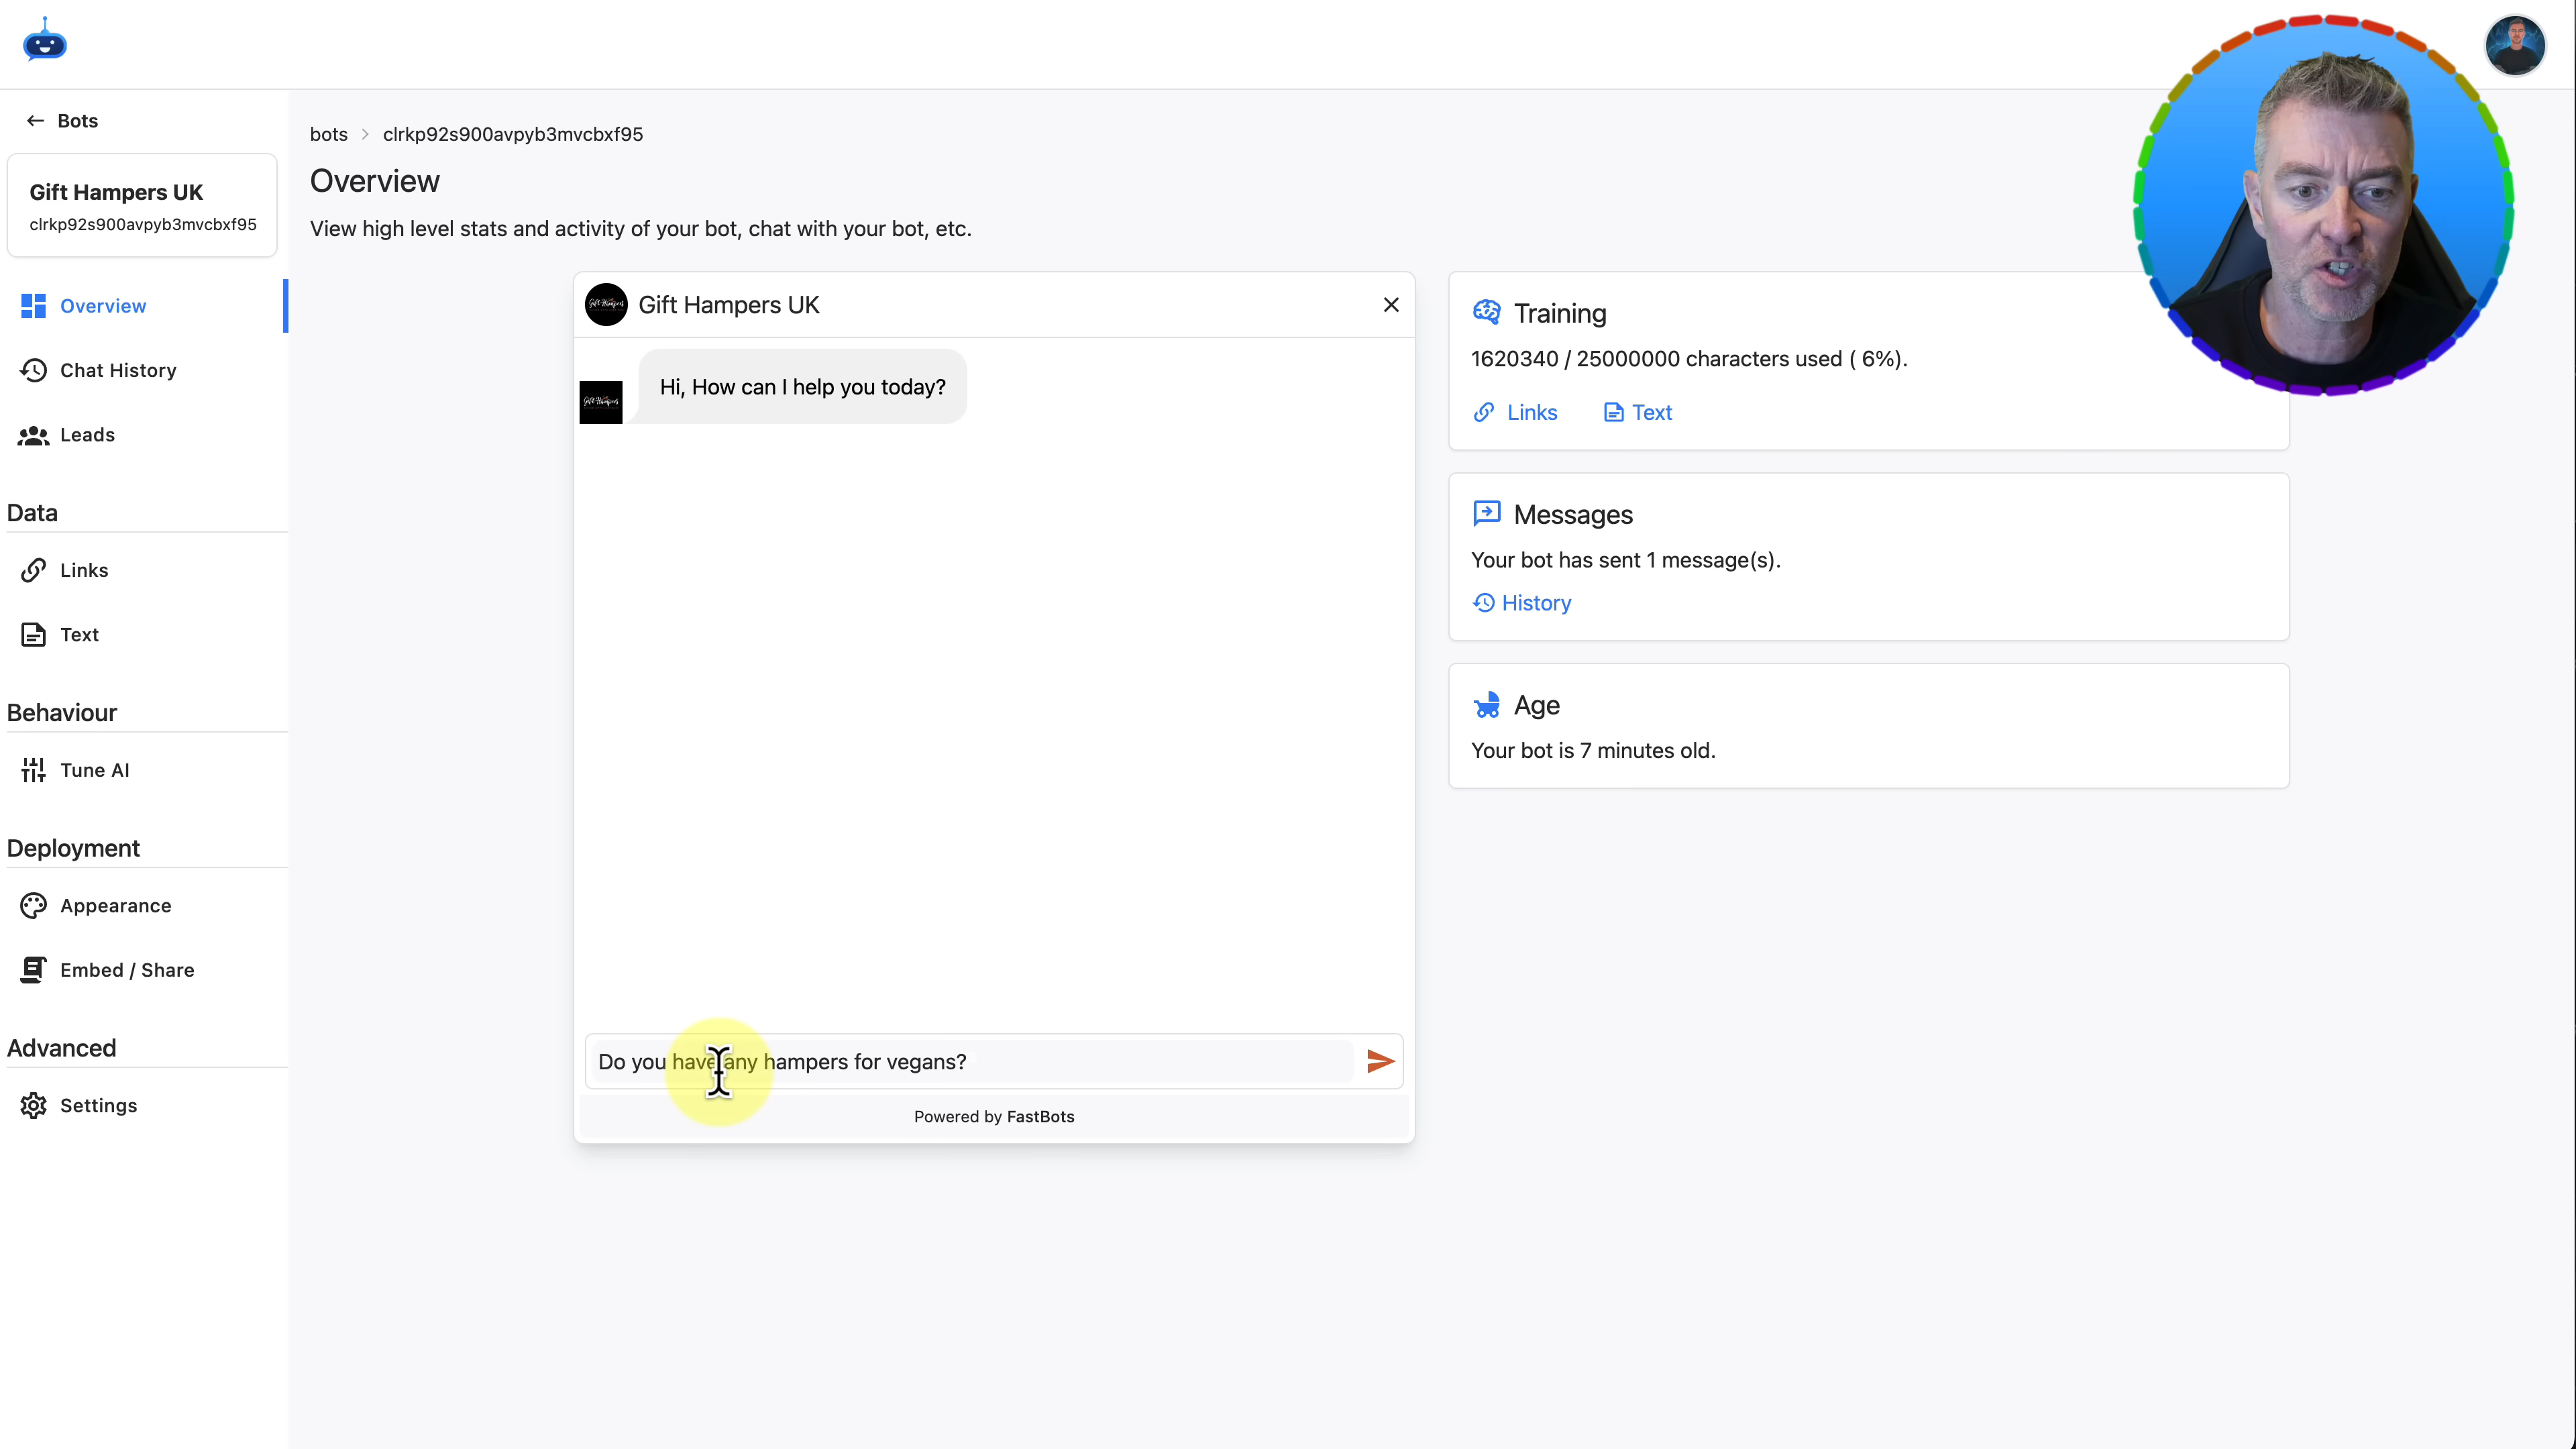 Bots
Gift Hampers UK
clrkp92s900avpyb3mvcbxf95
Overview
Chat History
Leads
Data
Links
Text
Behaviour
Tune AI
Deployment
Appearance
Embed / Share
Advanced
Settings
bots > clrkp92s900avpyb3mvcbxf95
Overview
View high level stats and activity of your bot, chat with your bot, etc.
Gift Hampers UK
Gift Hampers
Gift Hampers
Hi, How can I help you today?
Do you have any hampers for vegans?
Powered by FastBots
Training
1620340 / 25000000 characters used ( 6%).
Links Text
Messages
Your bot has sent 1 message(s).
History
Age
Your bot is 7 minutes old.